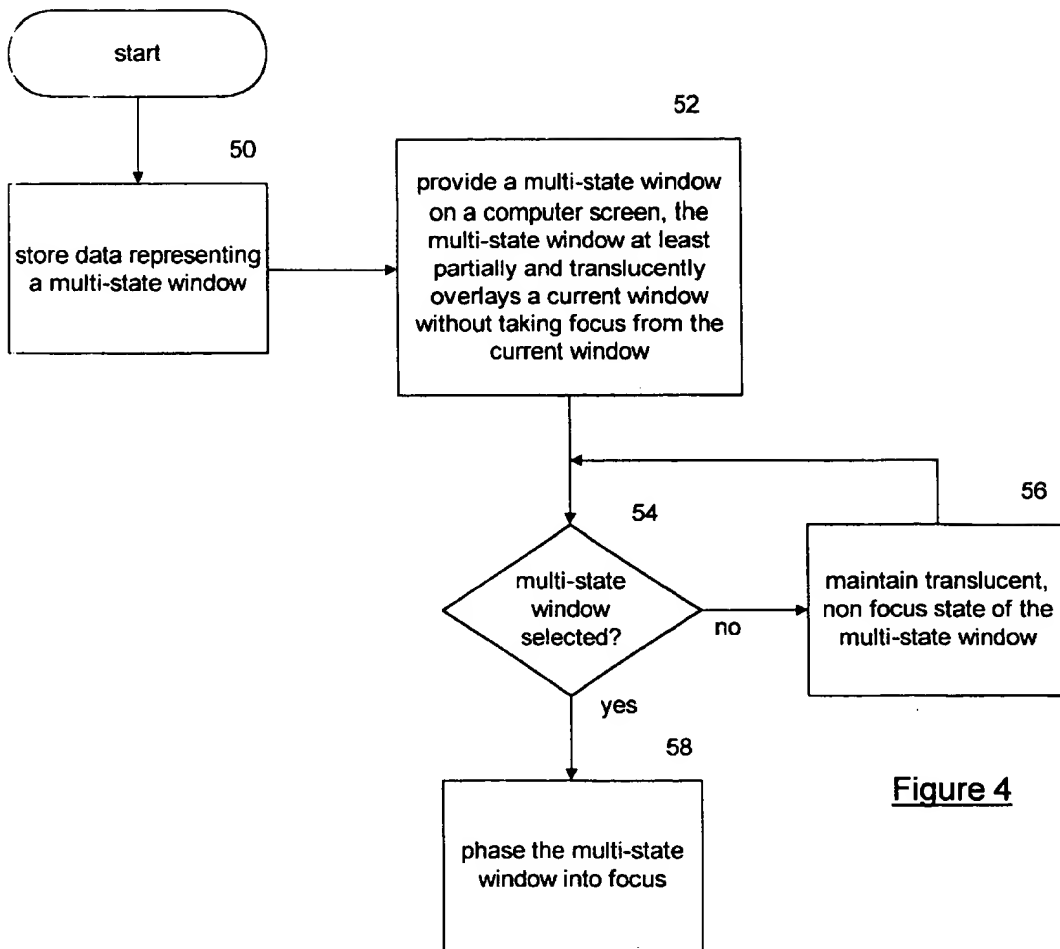 start
50
store data representing
a multi-state window
52
provide a multi-state window
on a computer screen, the
multi-state window at least
partially and translucently
overlays a current window
without taking focus from the
current window
54
multi-state
window
selected?
no
yes
56
maintain translucent,
non focus state of the
multi-state window
58
phase the multi-state
window into focus
Figure 4